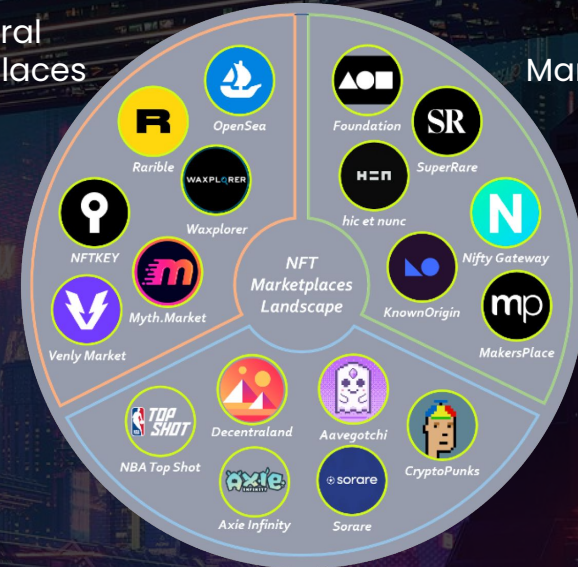 ral
laces
Mar
OpenSea
R
Rarible
WAXPLORER
Waxplorer
NFTKEY
m
Myth.Market
Venly Market
Foundation
SR
SuperRare
H=N
hic et nunc
N
Nifty Gateway
KnownOrigin
mp
MakersPlace
NFT
Marketplaces
Landscape
TOP
SHOT
NBA Top Shot
Decentraland
Aavegotchi
CryptoPunks
AXIE
INFINITY
Axie Infinity
sorare
Sorare